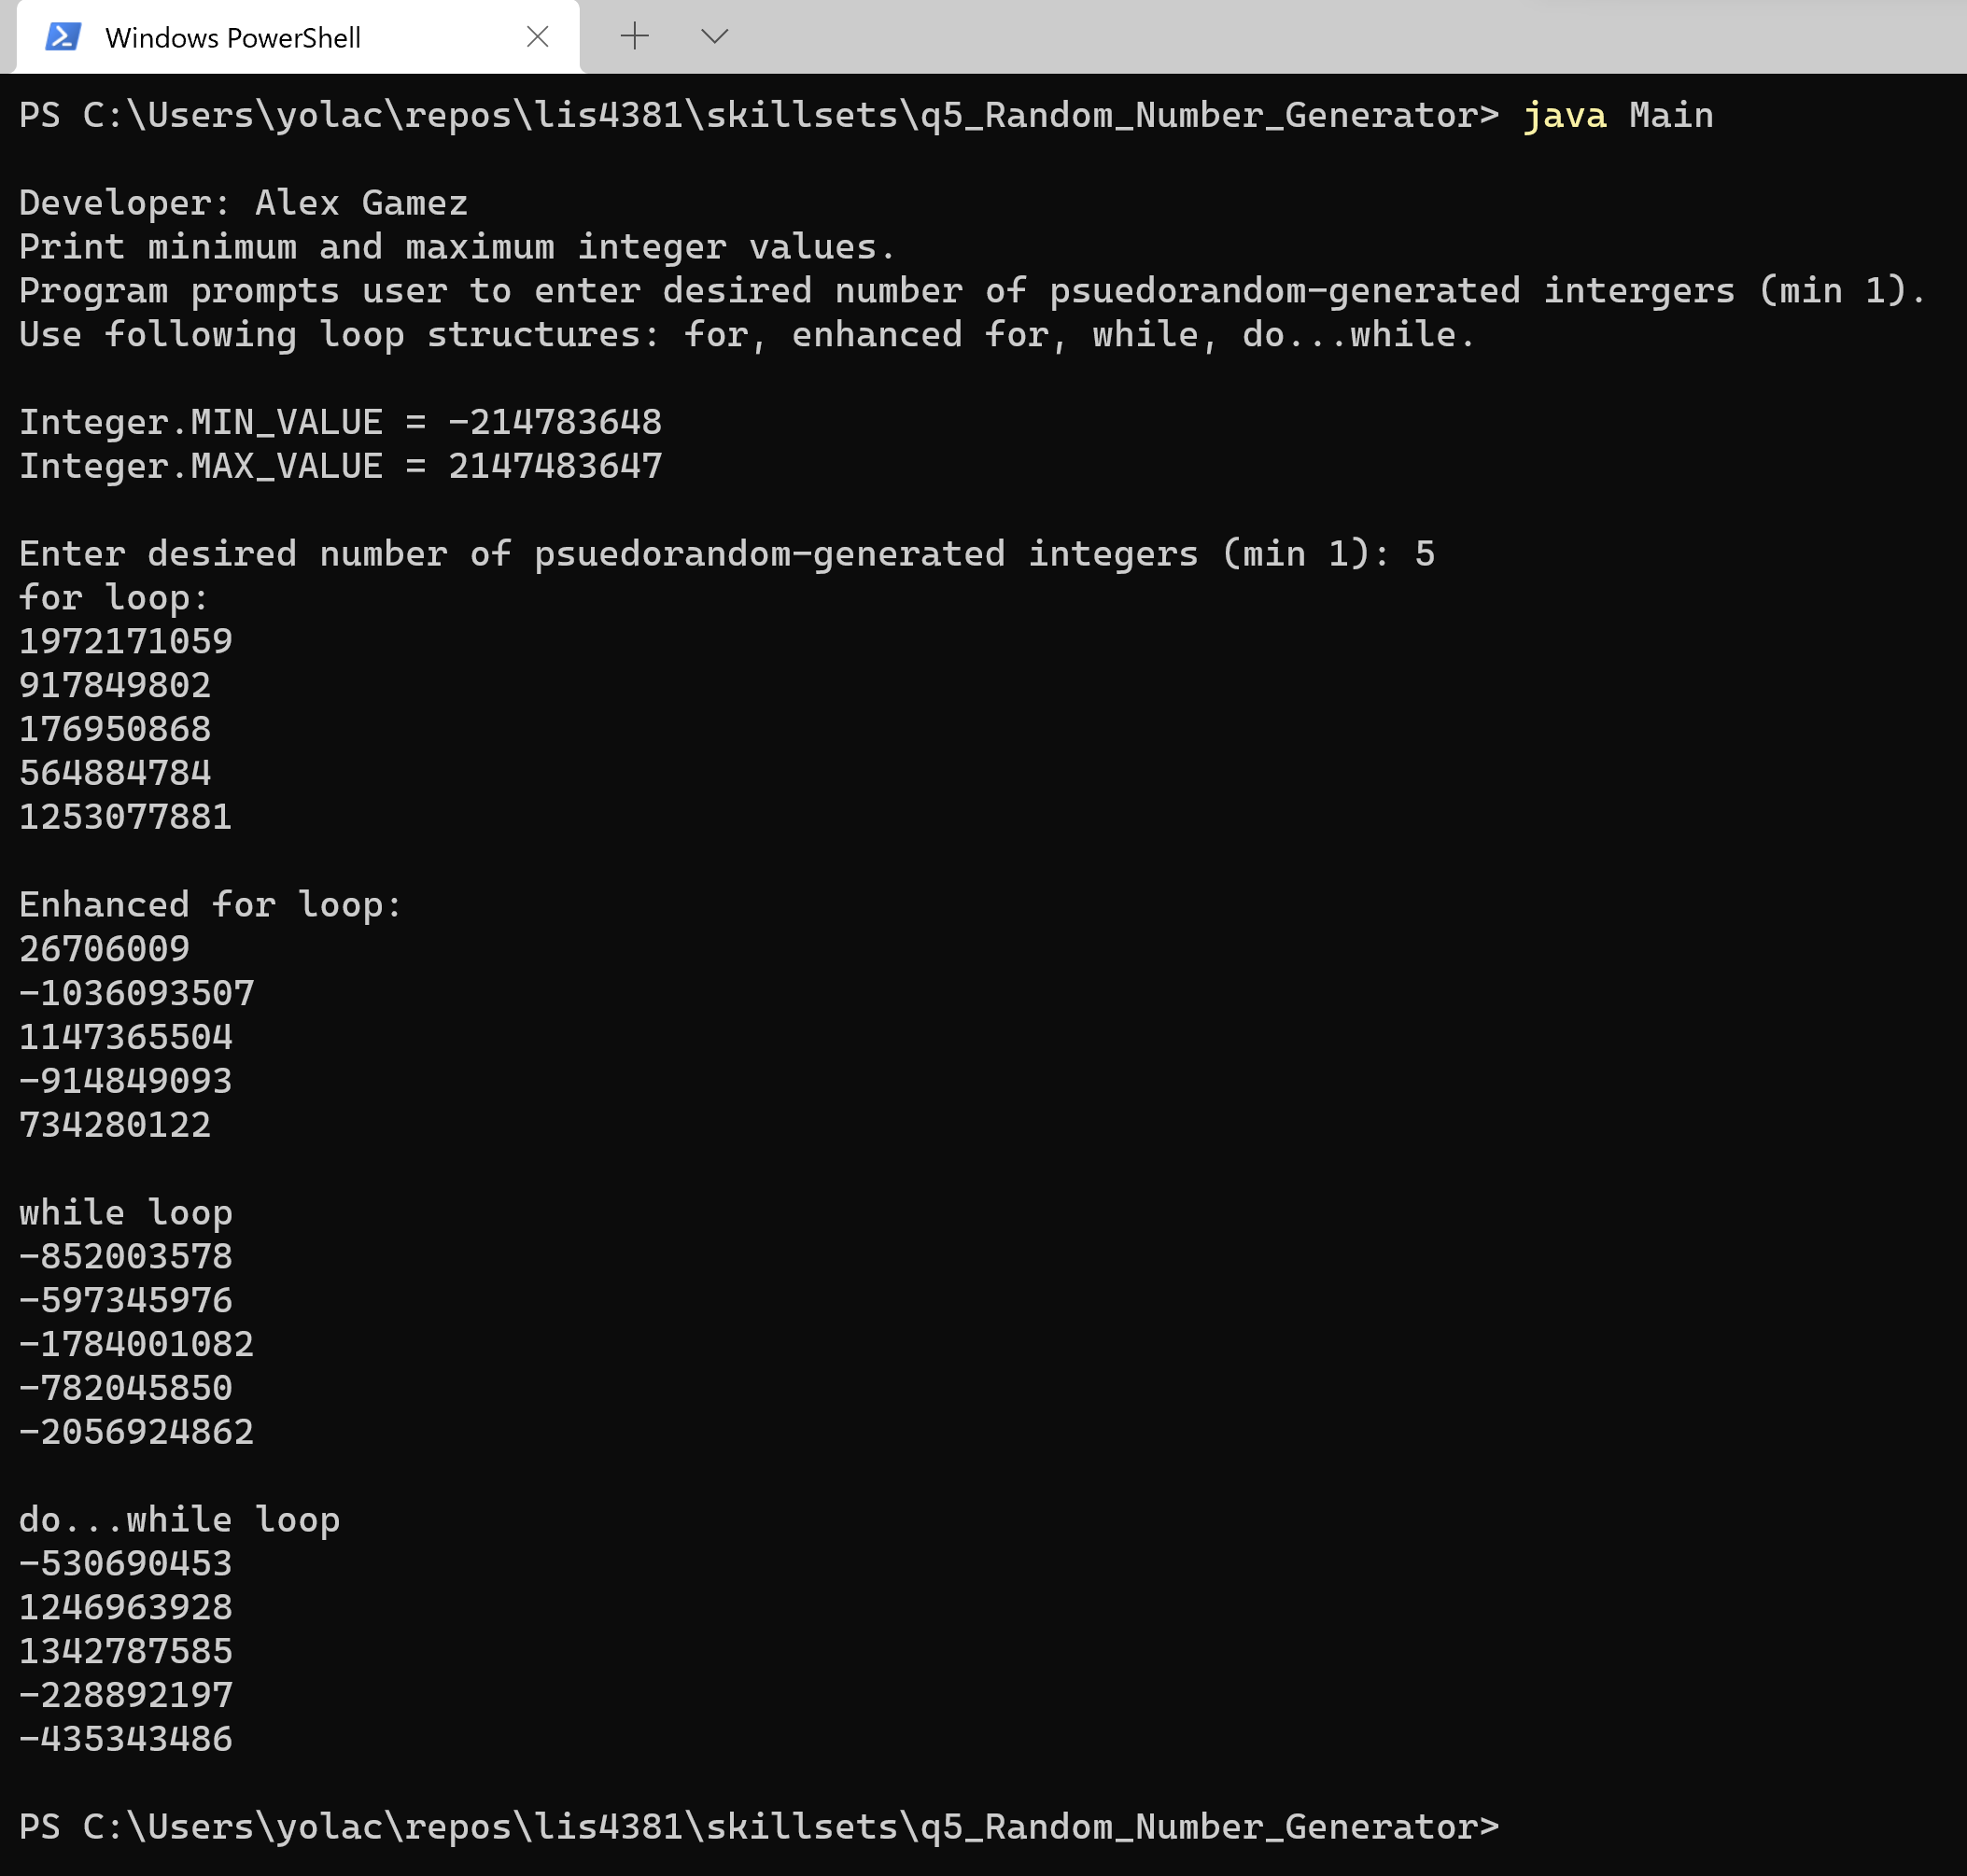 Windows PowerShell
PS C:\Users\yolac\repos\lis4381\skillsets\q5_Random_Number_Generator> java Main
Developer: Alex Gamez
Print minimum and maximum integer values.
Program prompts user to enter desired number of psuedorandom-generated intergers (min 1).
Use following loop structures: for, enhanced for, while, do...while.
Integer.MIN_VALUE = -214783648
Integer.MAX_VALUE = 2147483647
Enter desired number of psuedorandom-generated integers (min 1): 5
for loop:
1972171059
917849802
176950868
564884784
1253077881
Enhanced for loop:
26706009
-1036093507
1147365504
-914849093
734280122
while loop
-852003578
-597345976
-1784001082
-782045850
-2056924862
do...while loop
-530690453
1246963928
1342787585
-228892197
-435343486
PS C:\Users\yolac\repos\lis4381\skillsets\q5_Random_Number_Generator>